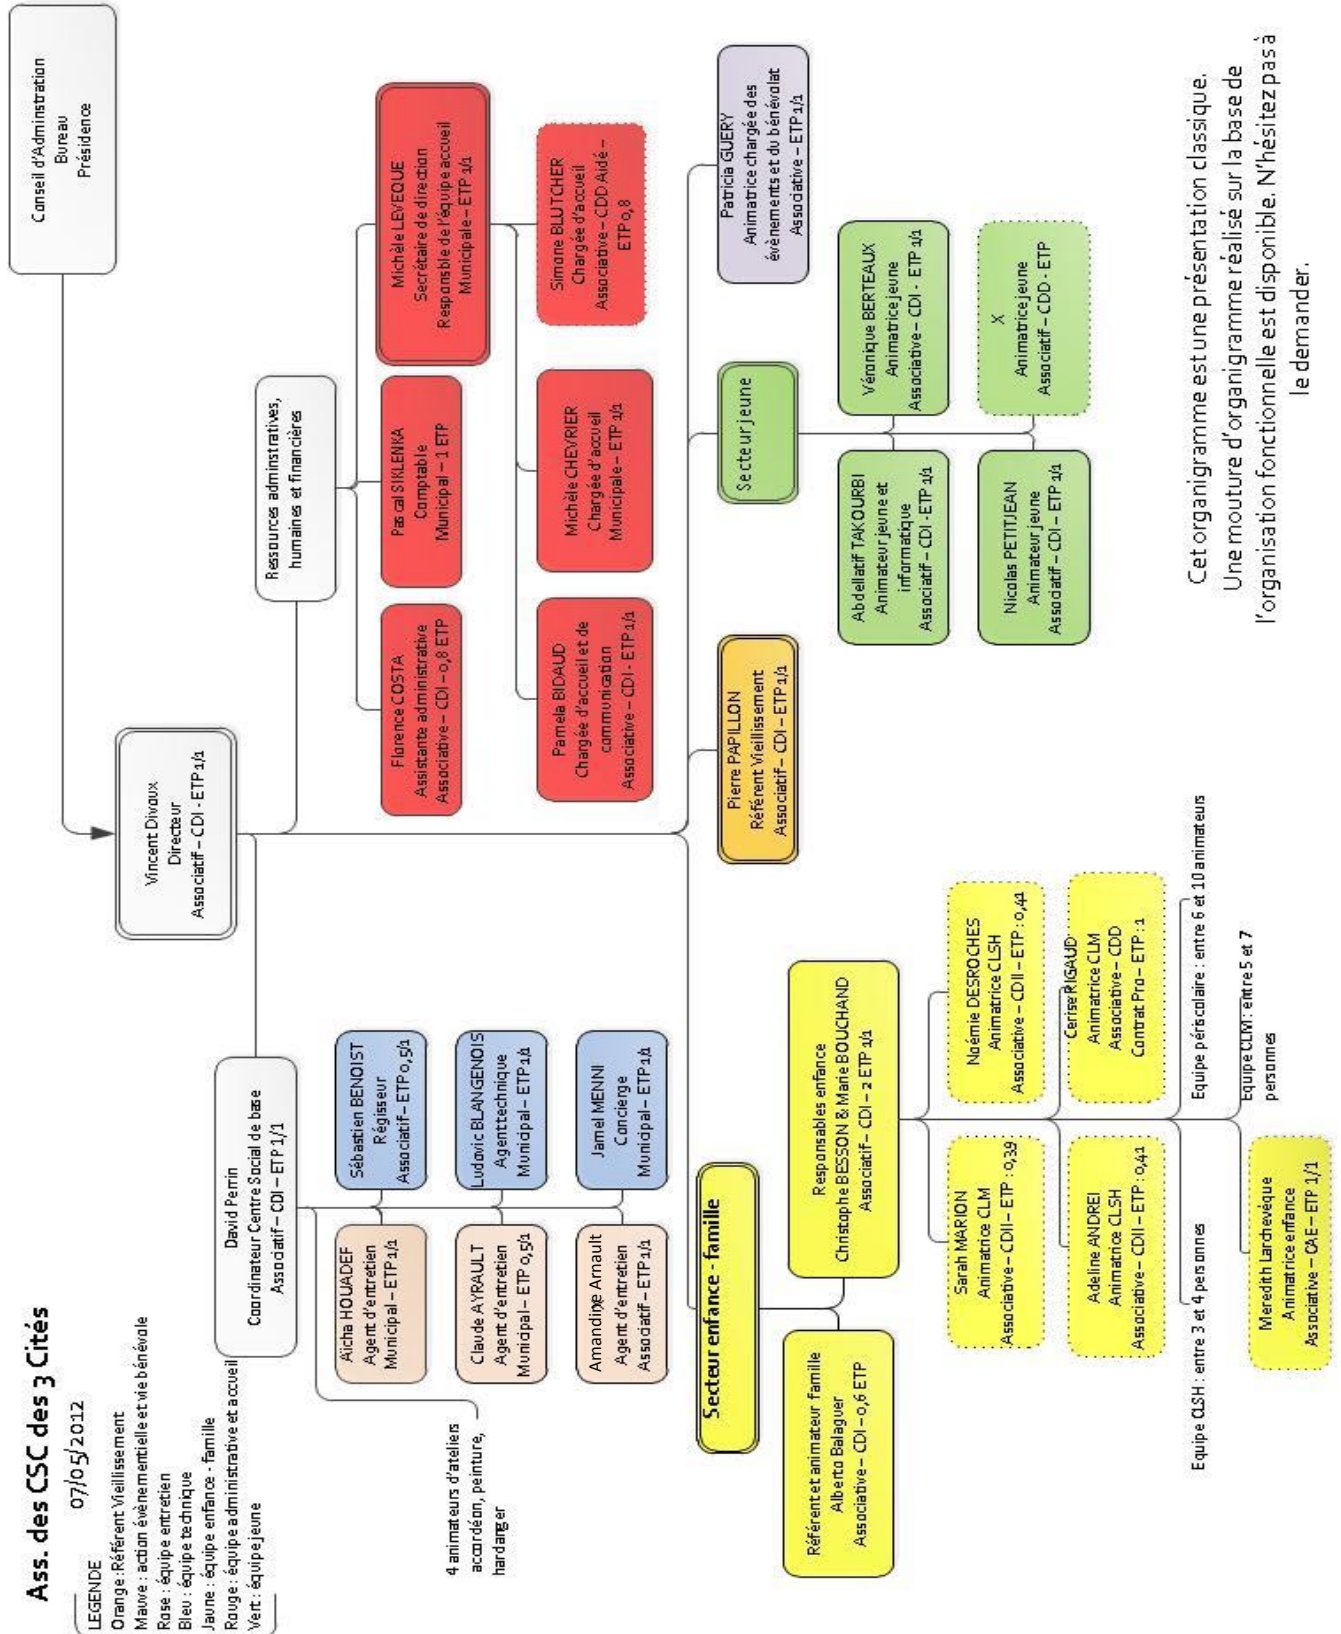 Ass. des CSC des 3 Cités
07/05/2012
LEGENDE
Orange : Référent Vieillissement
Mauve : action évènementielle et vie bénévole
Rose : équipe entretien
Bleu : équipe technique
Jaune : équipe enfance - famille
Rouge : équipe administrative et accueil
Vert : équipe jeune
Conseil d'Adminstration
Bureau
Présidence
Vincent Divoux
Directeur
Associatif – CDI - ETP 1/1
David Perrin
Coordinateur Centre Social de base
Associatif – CDI – ETP 1/1
Ressources adminstratives,
humaines et financières
Aïcha HOUADEF
Agent d'entretien
Municipal – ETP 1/1
Sébastien BENOIST
Régisseur
Associatif – ETP 0,5/1
Claude AYRAULT
Agent d'entretien
Municipal – ETP 0,5/1
Ludovic BLANGENOIS
Agent technique
Municipal – ETP 1/1
Amandine Arnault
Agent d'entretien
Associatif – ETP 1/1
Jamel MENNI
Concierge
Municipal – ETP 1/1
4 animateurs d'ateliers
accordéon, peinture,
hardanger
Florence COSTA
Assistante administrative
Associative – CDI – 0,8 ETP
Pascal SIKLENKA
Comptable
Municipal – 1 ETP
Michèle LEVEQUE
Secrétaire de direction
Responsble de l'équipe accueil
Municipale – ETP 1/1
Pamela BIDAUD
Chargée d'accueil et de
communication
Associative – CDI - ETP 1/1
Michèle CHEVRIER
Chargée d'accueil
Municipale – ETP 1/1
Simone BLUTCHER
Chargée d'accueil
Associative – CDD Aidé –
ETP 0,8
Secteur enfance - famille
Pierre PAPILLON
Référent Vieillissement
Associatif – CDI – ETP 1/1
Secteur jeune
Patricia GUERY
Animatrice chargée des
évènements et du bénévolat
Associative – ETP 1/1
Référent et animateur famille
Alberto Balaguer
Associative – CDI – 0,6 ETP
Responsables enfance
Christophe BESSON & Marie BOUCHAND
Associatif – CDI – 2 ETP 1/1
Abdellatif TAKOURBI
Animateur jeune et
informatique
Associatif – CDI - ETP 1/1
Véronique BERTEAUX
Animatrice jeune
Associative – CDI - ETP 1/1
Nicolas PETITJEAN
Animateur jeune
Associatif – CDI – ETP 1/1
X
Animatrice jeune
Associatif – CDD - ETP
Sarah MARION
Animatrice CLM
Associative – CDII – ETP : 0,39
Noémie DESROCHES
Animatrice CLSH
Associative – CDII – ETP : 0,41
Adeline ANDREI
Animatrice CLSH
Associative – CDII – ETP : 0,41
Cerise RIGAUD
Animatrice CLM
Associative – CDD
Contrat Pro – ETP : 1
Equipe CLSH : entre 3 et 4 personnes
Equipe périscolaire : entre 6 et 10 animateurs
Meredith Larchevèque
Animatrice enfance
Associative – CAE – ETP 1/1
Equipe CLM : entre 5 et 7
personnes
Cet organigramme est une présentation classique.
Une mouture d'organigramme réalisé sur la base de
l'organisation fonctionnelle est disponible. N'hésitez pas à
le demander.